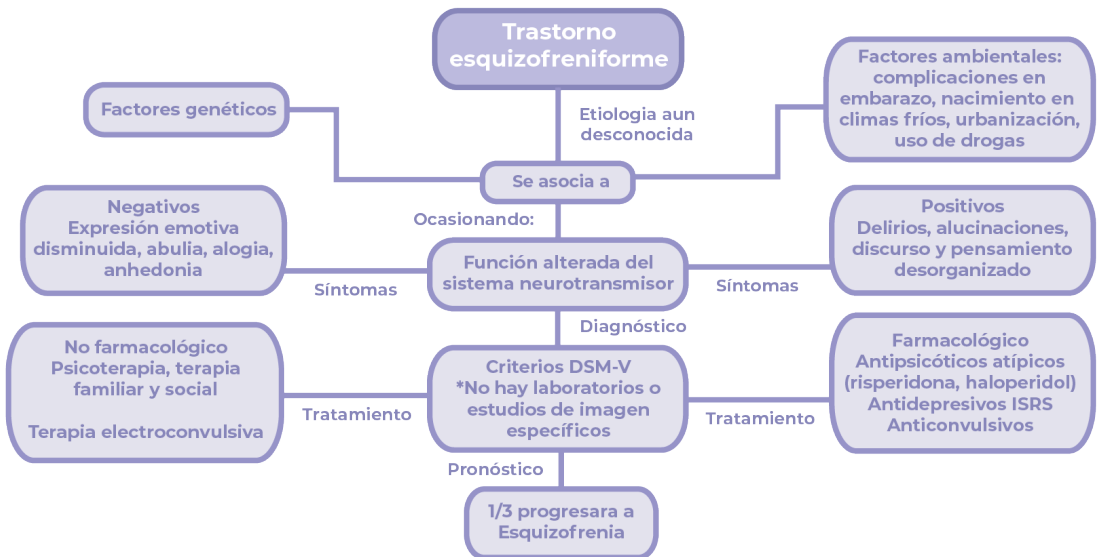 Trastorno
esquizofreniforme
Factores genéticos
Etiologia aun
desconocida
Factores ambientales:
complicaciones en
embarazo, nacimiento en
climas fríos, urbanización,
uso de drogas
Se asocia a
Ocasionando:
Negativos
Expresión emotiva
disminuida, abulia, alogia,
anhedonia
Síntomas
Función alterada del
sistema neurotransmisor
Síntomas
Positivos
Delirios, alucinaciones,
discurso y pensamiento
desorganizado
Diagnóstico
No farmacológico
Psicoterapia, terapia
familiar y social
Terapia electroconvulsiva
Tratamiento
Criterios DSM-V
*No hay laboratorios o
estudios de imagen
específicos
Tratamiento
Farmacológico
Antipsicóticos atípicos
(risperidona, haloperidol)
Antidepresivos ISRS
Anticonvulsivos
Pronóstico
1/3 progresara a
Esquizofrenia